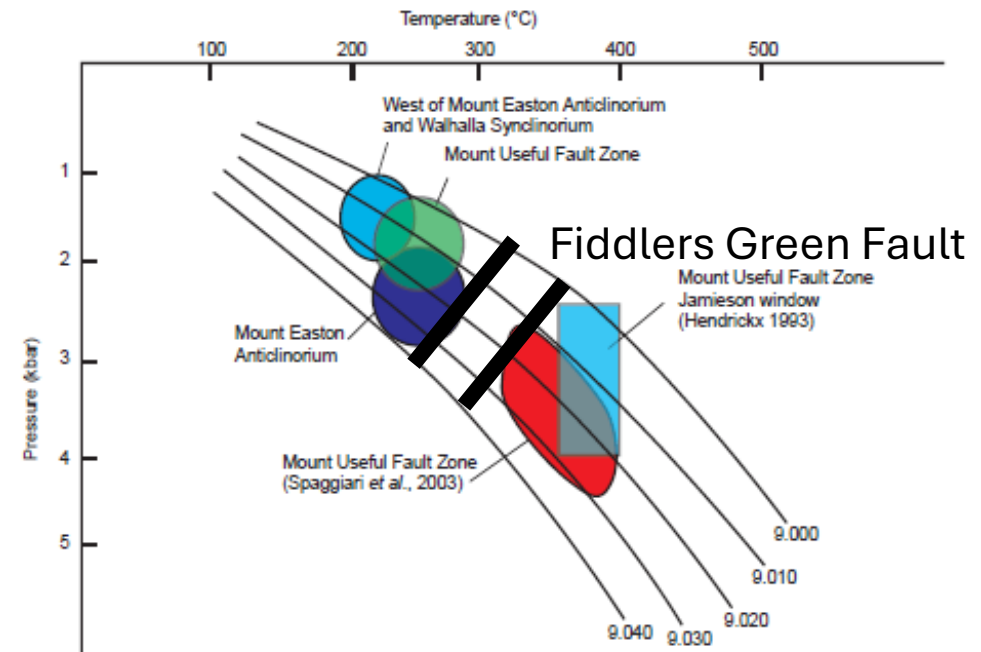 Temperature (°C)
100 200 300 400 500
West of Mount Easton Anticlinorium
and Walhalla Synclinorium
Mount Useful Fault Zone
1
Fiddlers Green Fault
2
Mount Useful Fault Zone
Jamieson window
(Hendrickx 1993)
Mount Easton
Anticlinorium
3
Pressure (kbar)
4
Mount Useful Fault Zone
(Spaggiari et al., 2003)
5
9.000
9.010
9.020
9.030
9.040